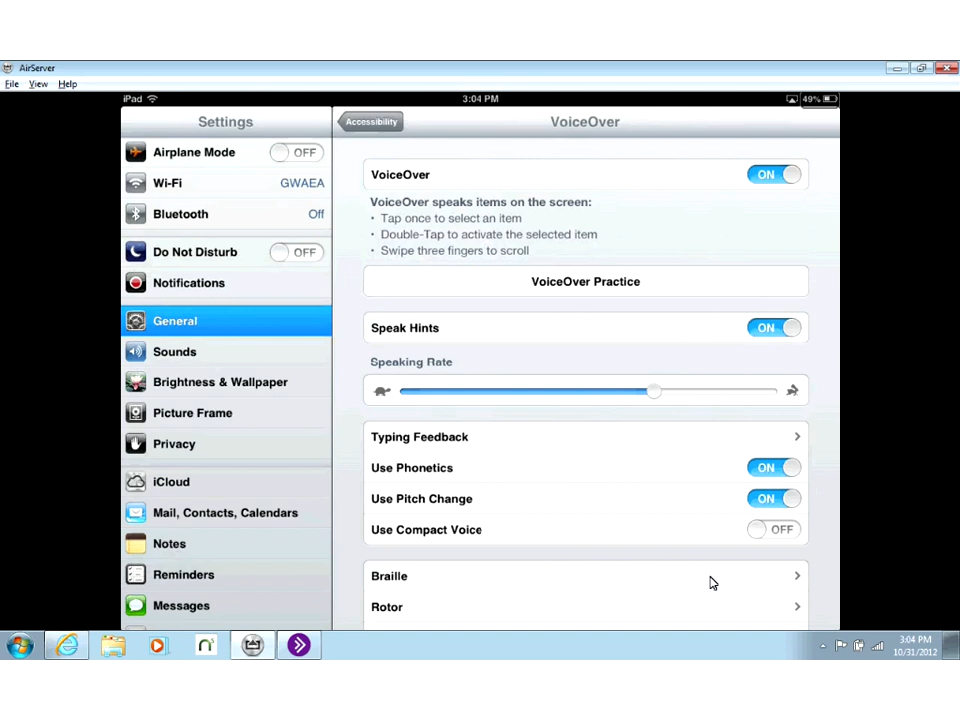 AirServer
File View Help
iPad 3:04 PM 49%
Settings
Airplane Mode OFF
Wi-Fi GWAEA
Bluetooth Off
Do Not Disturb OFF
Notifications
General
Sounds
Brightness & Wallpaper
Picture Frame
Privacy
iCloud
Mail, Contacts, Calendars
Notes
Reminders
Messages
Accessibility VoiceOver
VoiceOver ON
VoiceOver speaks items on the screen:
• Tap once to select an item
• Double-Tap to activate the selected item
• Swipe three fingers to scroll
VoiceOver Practice
Speak Hints ON
Speaking Rate
Typing Feedback
Use Phonetics ON
Use Pitch Change ON
Use Compact Voice OFF
Braille
Rotor
3:04 PM
10/31/2012